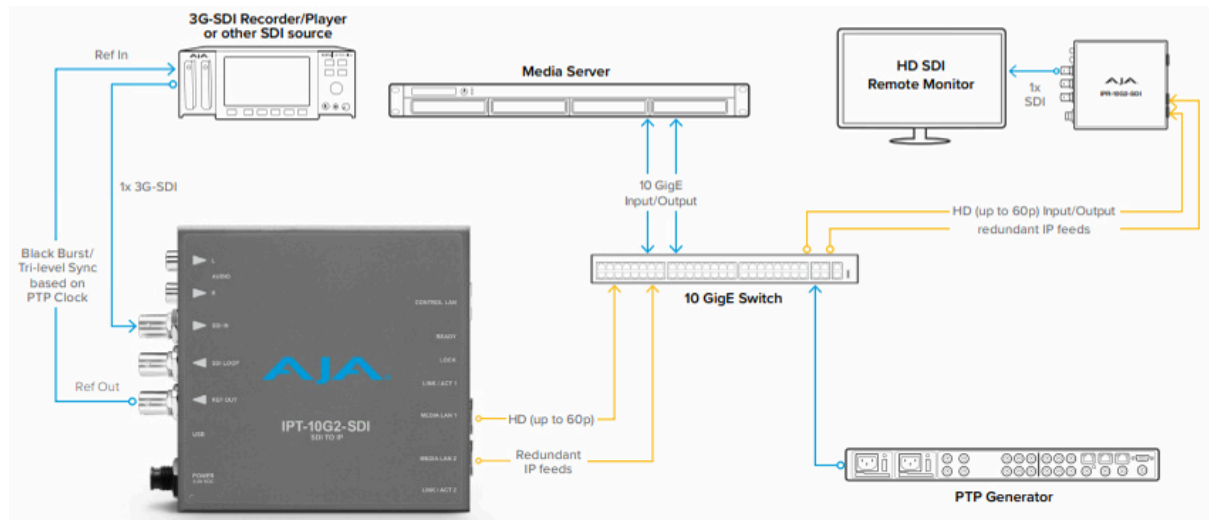 3G-SDI Recorder/Player
or other SDI source
Ref In
AJA
Media Server
HD SDI
Remote Monitor
1x
SDI
AJA
IPR-10G2-SDI
1x 3G-SDI
10 GigE
Input/Output
HD (up to 60p) Input/Output
redundant IP feeds
Black Burst/
Tri-level Sync
based on
PTP Clock
10 GigE Switch
L
AUDIO
R
SDI IN
SDI LOOP
REF OUT
USB
POWER
CONTROL LAN
READY
LOCK
LINK / ACT 1
MEDIA LAN 1
MEDIA LAN 2
LINK / ACT 2
AJA
IPT-10G2-SDI
SDI TO IP
Ref Out
HD (up to 60p)
Redundant
IP feeds
PTP Generator